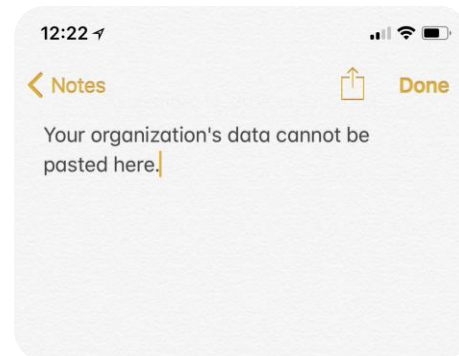 12:22
Notes
Done
Your organization's data cannot be
pasted here.